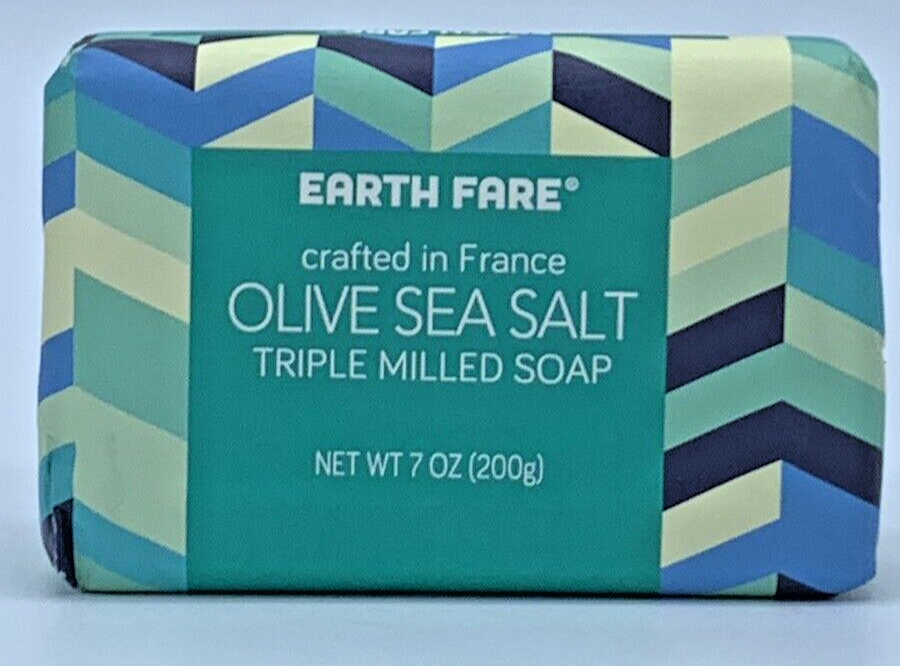 EARTH FARE®
crafted in France
OLIVE SEA SALT
TRIPLE MILLED SOAP
NET WT 7 OZ (200g)